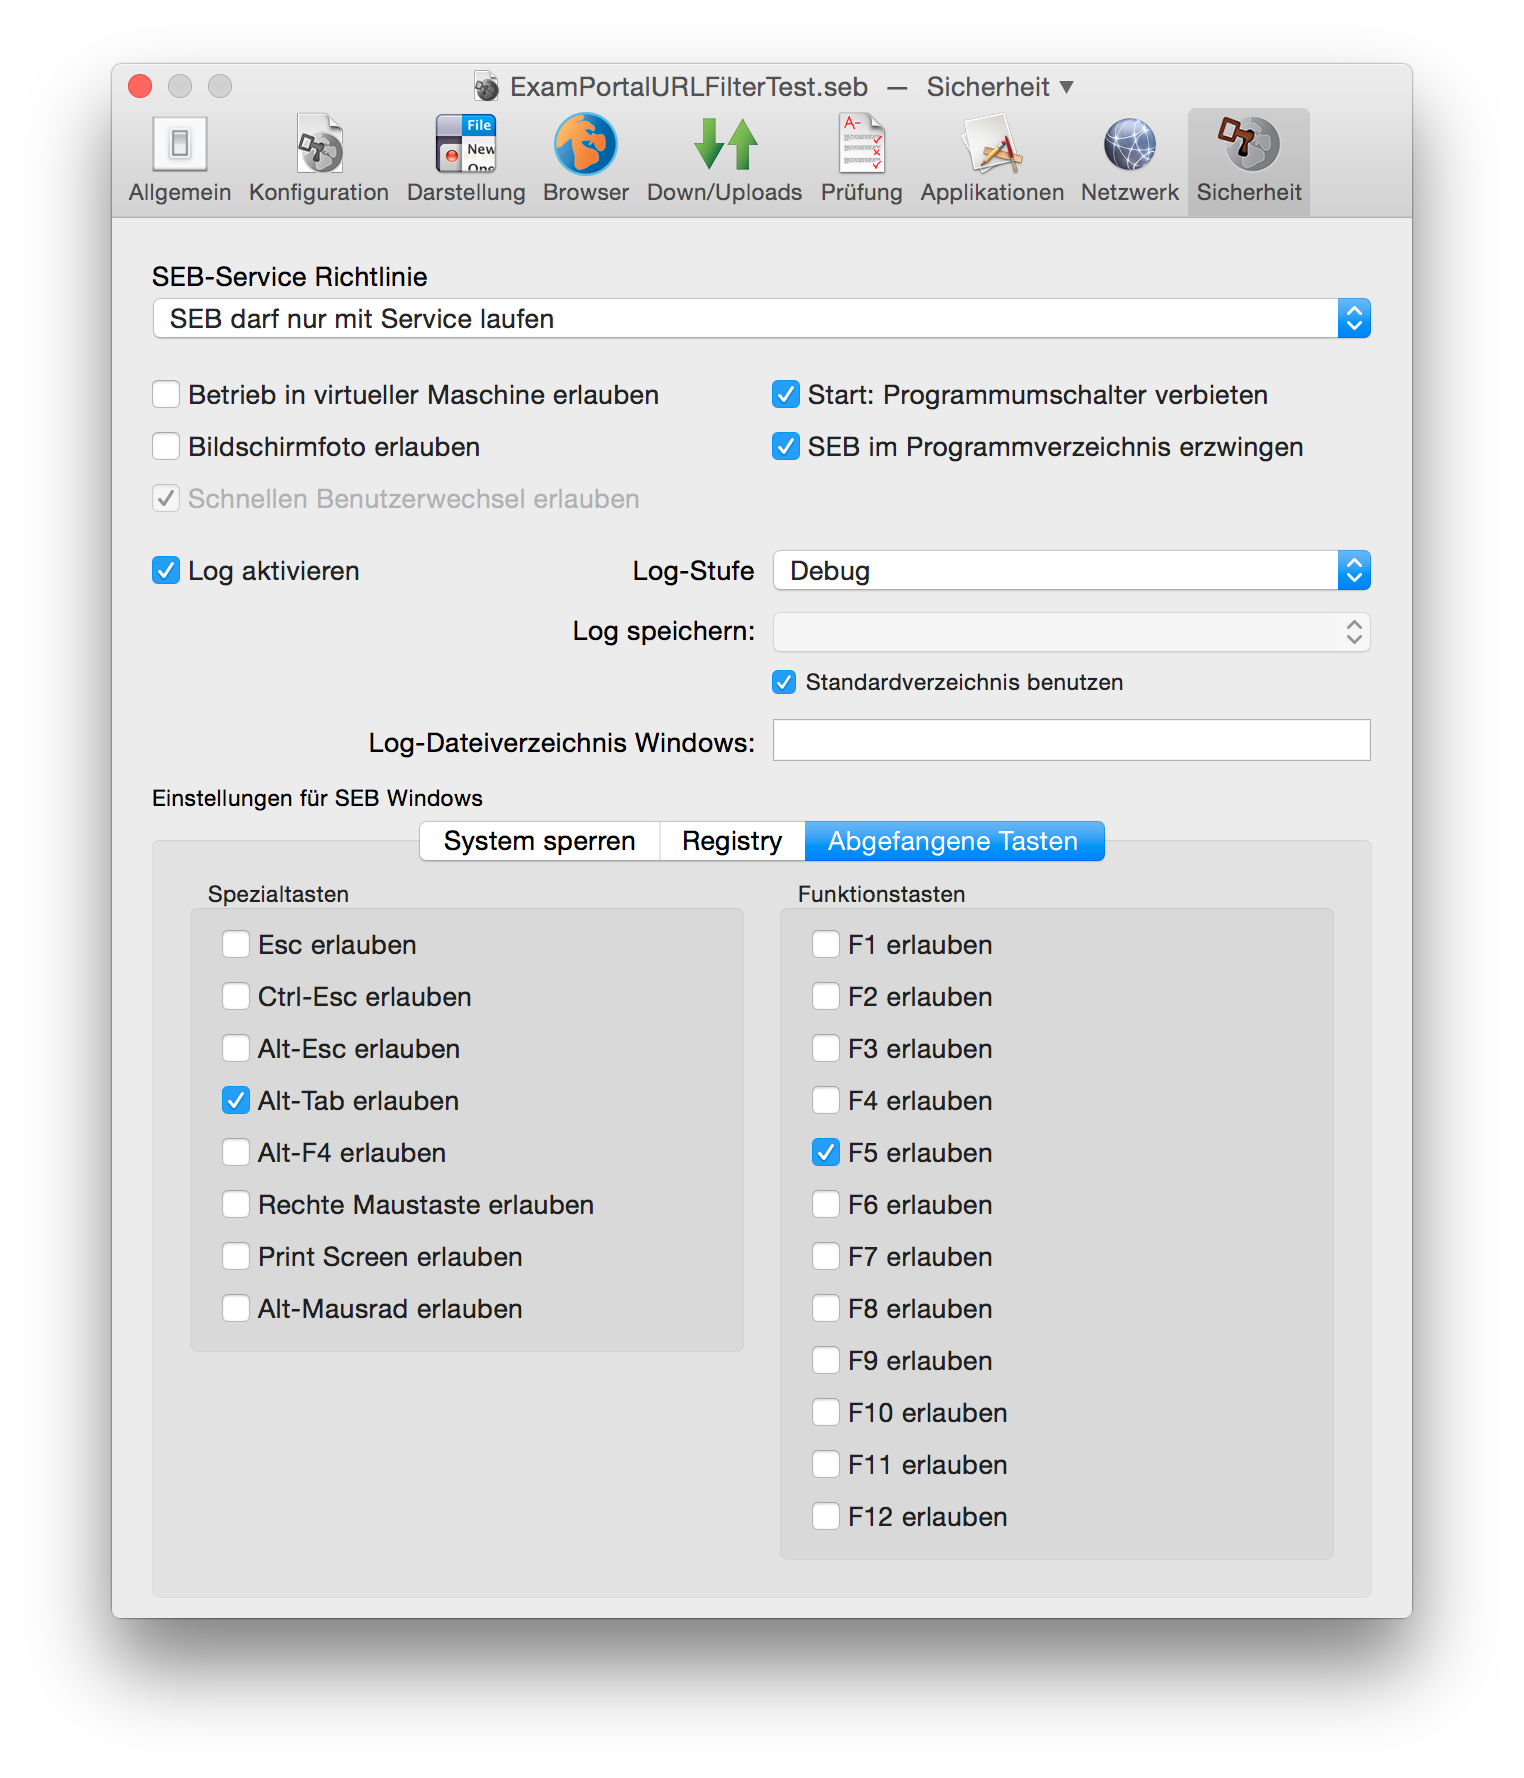 ExamPortalURLFilterTest.seb — Sicherheit ▼
File
New
A-
Allgemein Konfiguration Darstellung Browser Down/Uploads Prüfung Applikationen Netzwerk Sicherheit
SEB-Service Richtlinie
SEB darf nur mit Service laufen
Betrieb in virtueller Maschine erlauben
Start: Programmumschalter verbieten
Bildschirmfoto erlauben
SEB im Programmverzeichnis erzwingen
Schnellen Benutzerwechsel erlauben
Log aktivieren
Log-Stufe Debug
Log speichern:
Standardverzeichnis benutzen
Log-Dateiverzeichnis Windows:
Einstellungen für SEB Windows
System sperren Registry Abgefangene Tasten
Spezialtasten
Esc erlauben
Ctrl-Esc erlauben
Alt-Esc erlauben
Alt-Tab erlauben
Alt-F4 erlauben
Rechte Maustaste erlauben
Print Screen erlauben
Alt-Mausrad erlauben
Funktionstasten
F1 erlauben
F2 erlauben
F3 erlauben
F4 erlauben
F5 erlauben
F6 erlauben
F7 erlauben
F8 erlauben
F9 erlauben
F10 erlauben
F11 erlauben
F12 erlauben